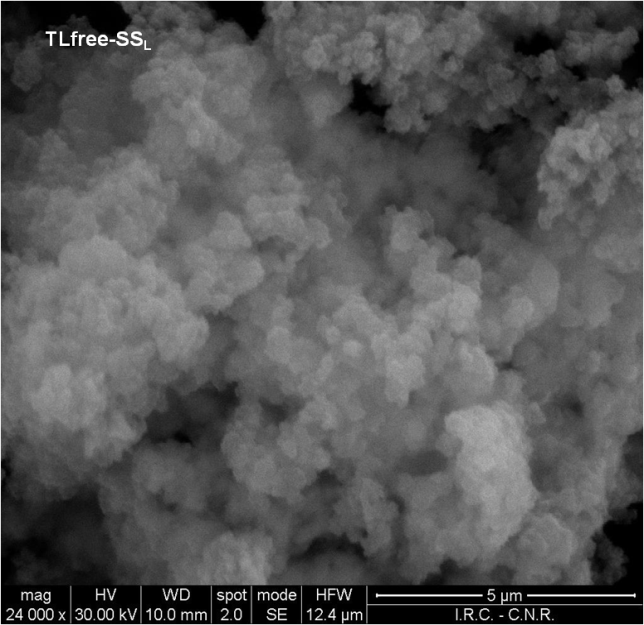 TLfree-SSL
mag HV WD spot mode HFW 5 µm
24 000 x 30.00 kV 10.0 mm 2.0 SE 12.4 µm I.R.C. - C.N.R.